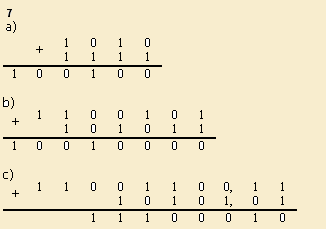 7
a)
1 0 1 0
+
1 1 1 1
1 0 0 1 0 0
b)
1 1 0 0 1 0 1
+
1 0 1 0 1 1
1 0 0 1 0 0 0 0
c)
1 1 0 0 1 1 0 0, 1 1
+
1 0 1 0 1, 0 1
1 1 1 0 0 0 1 0